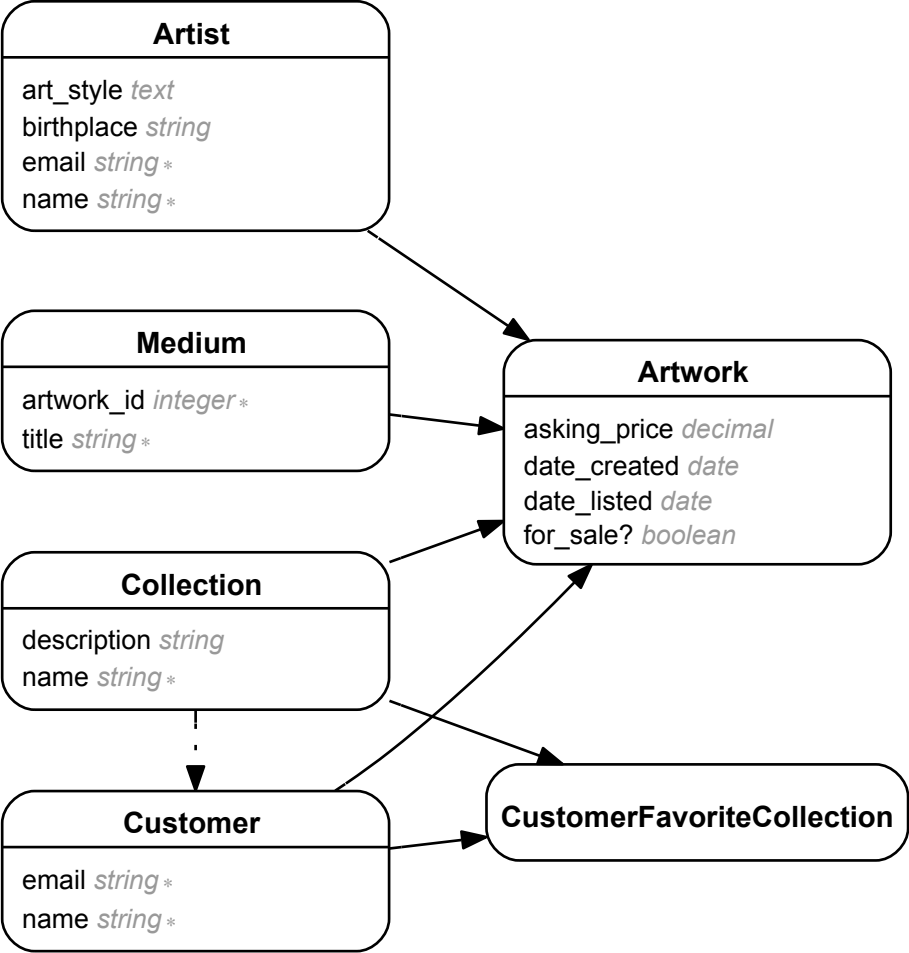 Artist
art_style text
birthplace string
email string *
name string *
Medium
artwork_id integer *
title string *
Artwork
asking_price decimal
date_created date
date_listed date
for_sale? boolean
Collection
description string
name string *
Customer
email string *
name string *
CustomerFavoriteCollection